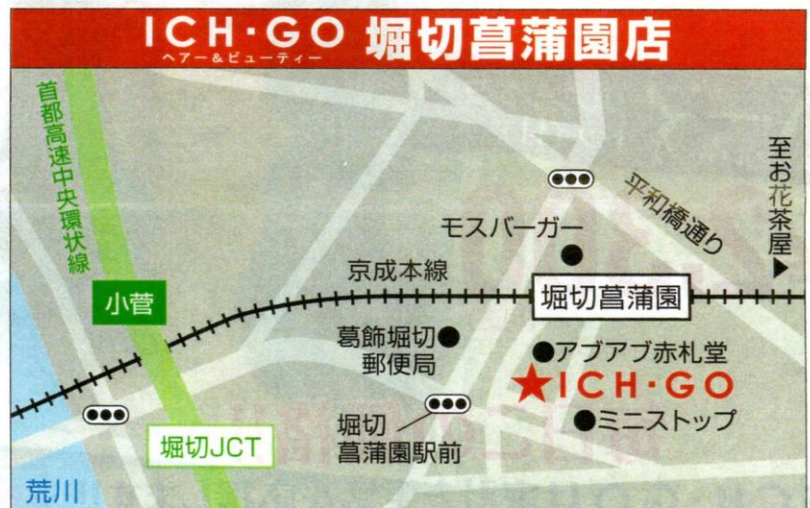 ICH・GO 堀切菖蒲園店
ヘアー&ビューティー
首都高速中央環状線
至お花茶屋
平和橋通り
モスバーガー
京成本線
堀切菖蒲園
小菅
葛飾堀切
郵便局
アブアブ赤札堂
★ICH・GO
ミニストップ
堀切
菖蒲園駅前
堀切JCT
荒川